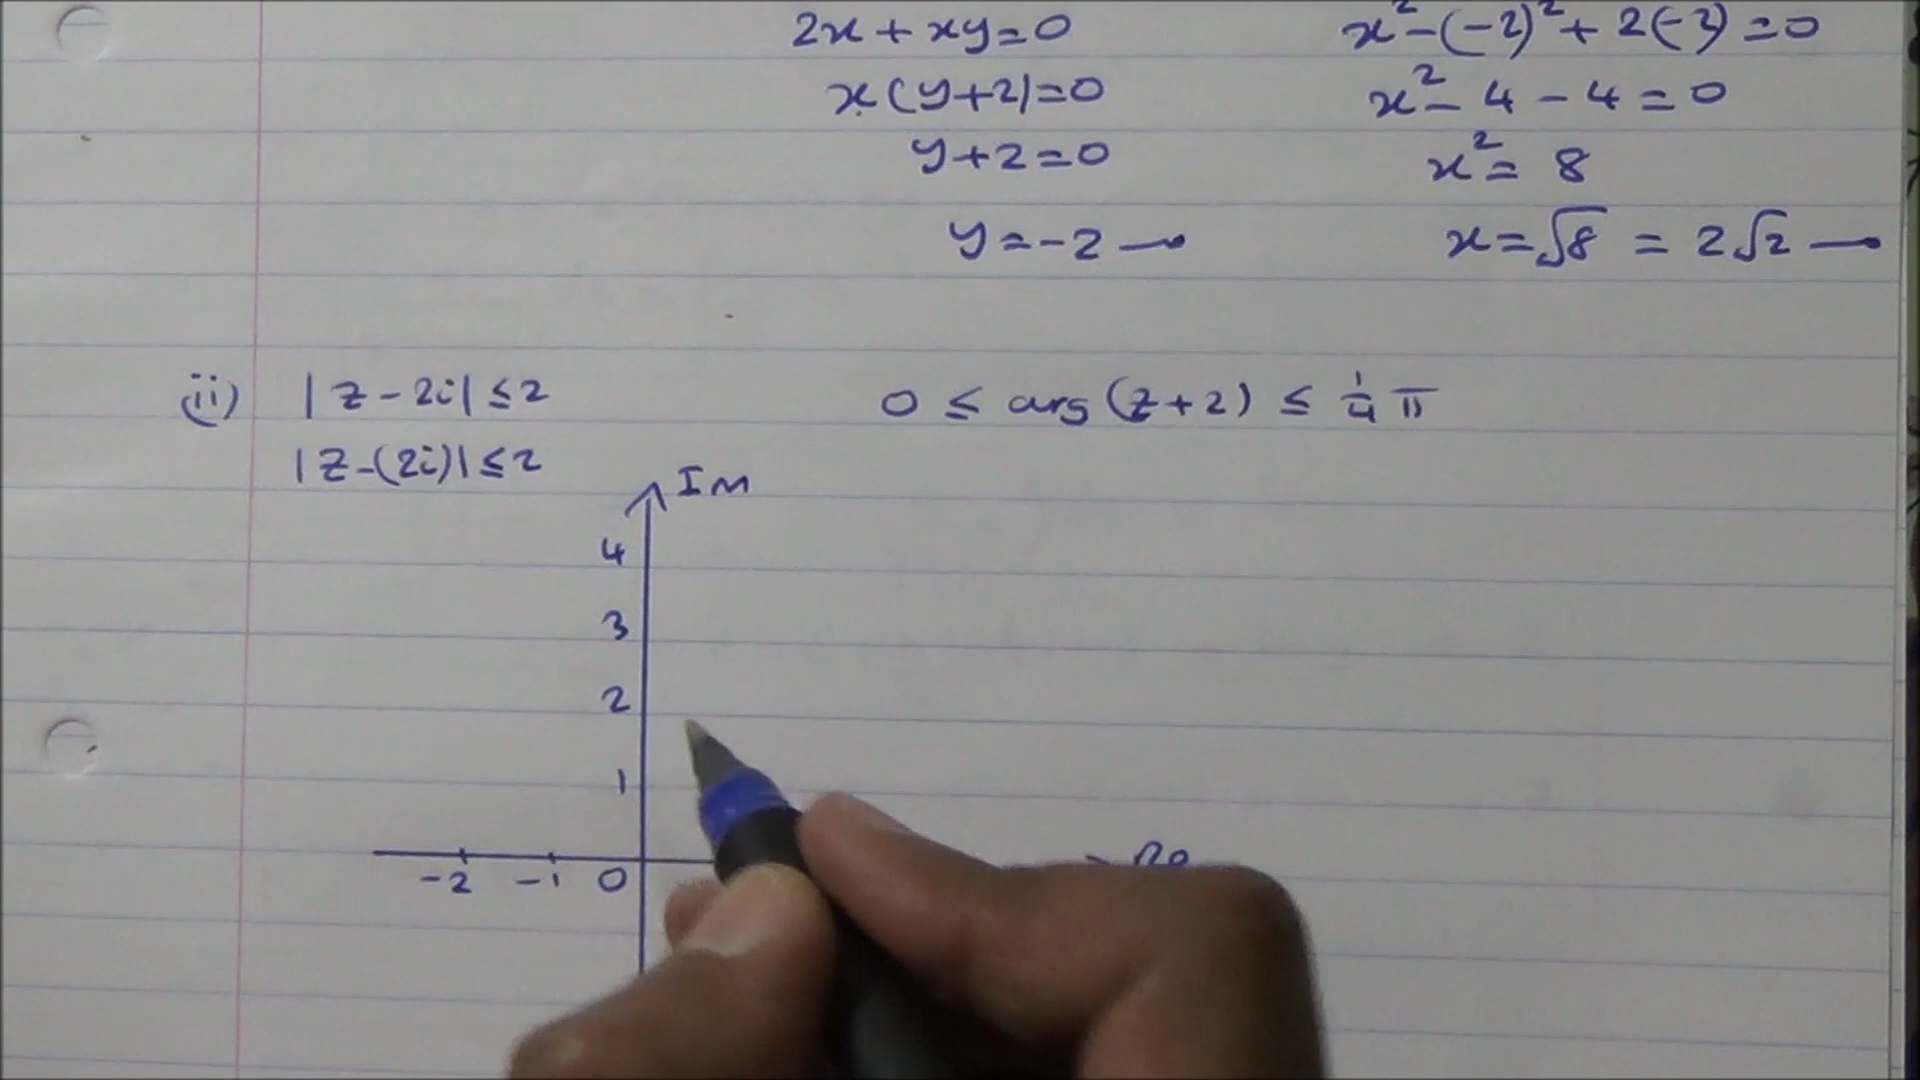 2x + xy = 0
x(y+2) = 0
y + 2 = 0
y = -2
x² - (-2)² + 2(-2) = 0
x² - 4 - 4 = 0
x² = 8
x = √8 = 2√2
(ii) |z - 2i| ≤ 2
|z - (2i)| ≤ 2
0 ≤ arg(z+2) ≤ ¼ π
Im
4
3
2
1
-2 -1 0